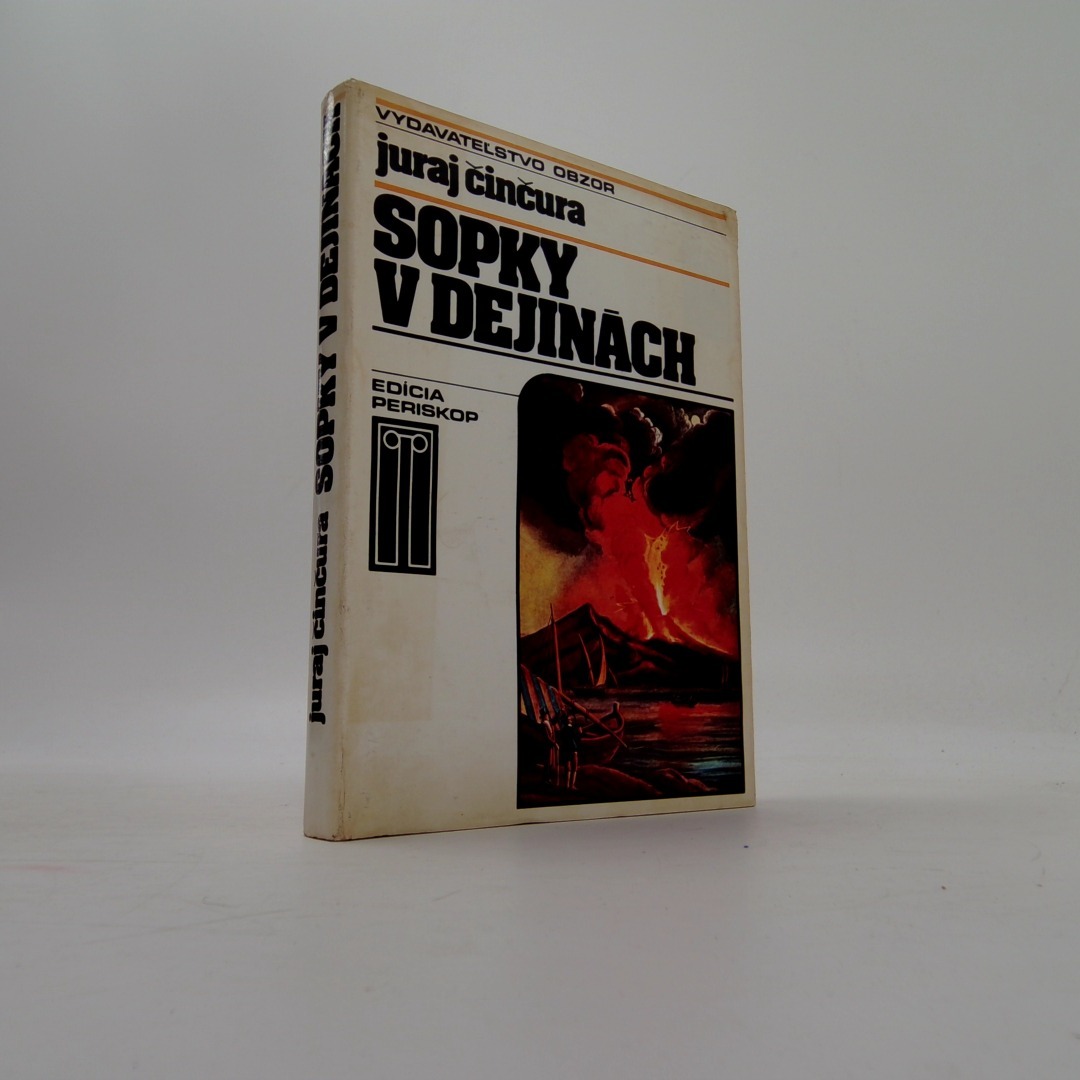 VYDAVATEĽSTVO OBZOR
juraj činčura
SOPKY
V DEJINÁCH
EDÍCIA
PERISKOP
juraj činčura SOPKY V DEJINÁCH